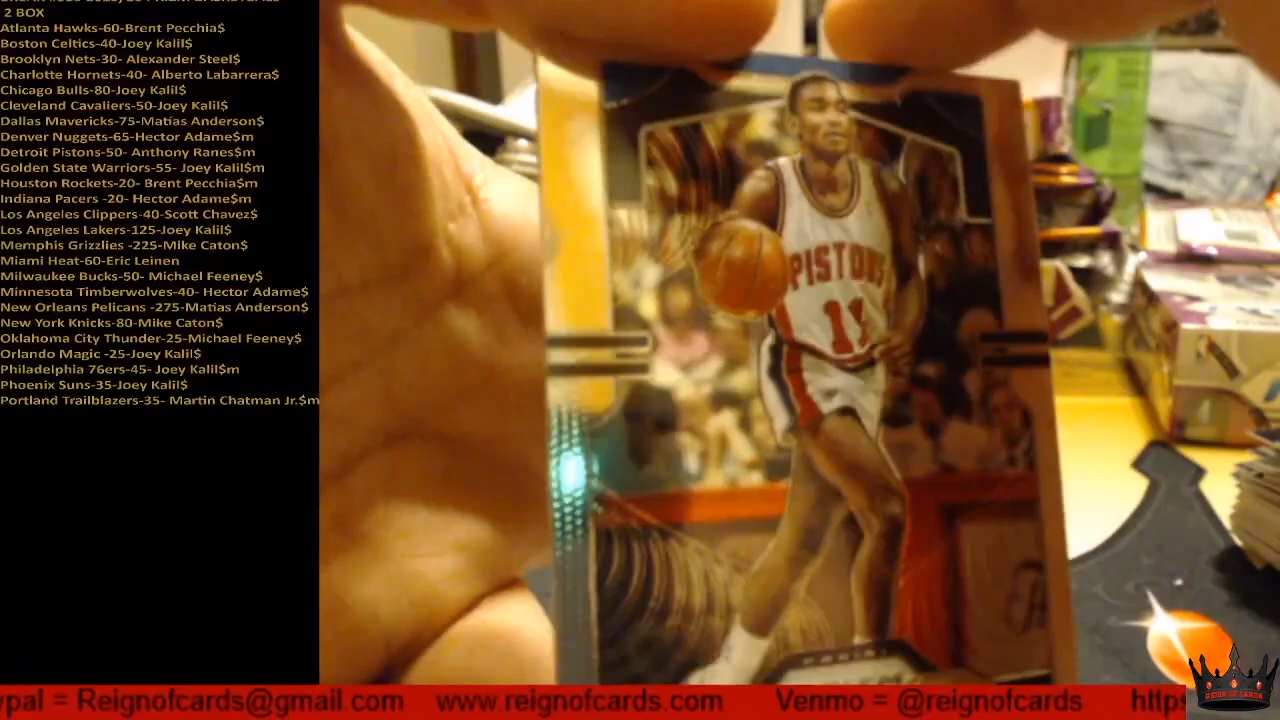 2 BOX
Atlanta Hawks-60-Brent Pecchia$
Boston Celtics-40-Joey Kalil$
Brooklyn Nets-30- Alexander Steel$
Charlotte Hornets-40- Alberto Labarrera$
Chicago Bulls-80-Joey Kalil$
Cleveland Cavaliers-50-Joey Kalil$
Dallas Mavericks-75-Matías Anderson$
Denver Nuggets-65-Hector Adame$m
Detroit Pistons-50- Anthony Ranes$m
Golden State Warriors-55- Joey Kalil$m
Houston Rockets-20- Brent Pecchia$m
Indiana Pacers -20- Hector Adame$m
Los Angeles Clippers-40-Scott Chavez$
Los Angeles Lakers-125-Joey Kalil$
Memphis Grizzlies -225-Mike Caton$
Miami Heat-60-Eric Leinen
Milwaukee Bucks-50- Michael Feeney$
Minnesota Timberwolves-40- Hector Adame$
New Orleans Pelicans -275-Matias Anderson$
New York Knicks-80-Mike Caton$
Oklahoma City Thunder-25-Michael Feeney$
Orlando Magic -25-Joey Kalil$
Philadelphia 76ers-45- Joey Kalil$m
Phoenix Suns-35-Joey Kalil$
Portland Trailblazers-35- Martin Chatman Jr.$m
PISTONS
11
PANINI
ypal = Reignofcards@gmail.com www.reignofcards.com Venmo = @reignofcards https
REIGN OF CARDS